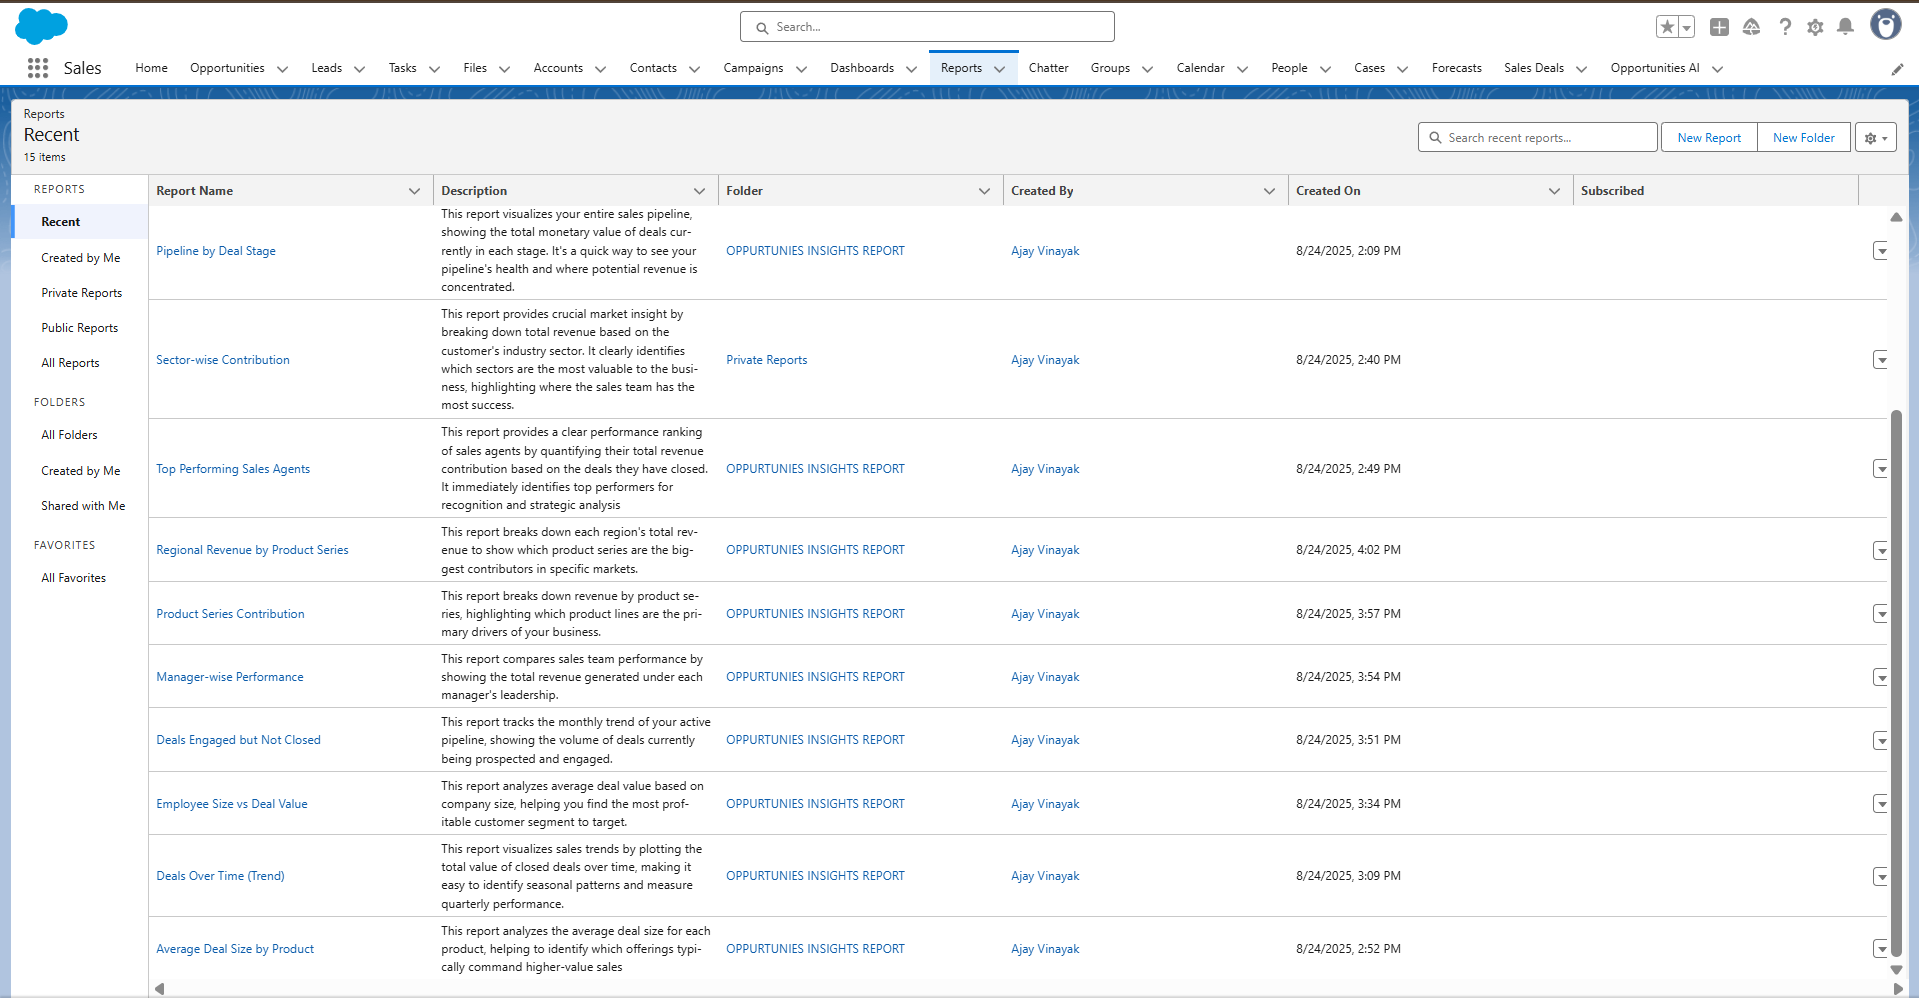 Search...
Sales
Home
Opportunities
Leads
Tasks
Files
Accounts
Contacts
Campaigns
Dashboards
Reports
Chatter
Groups
Calendar
People
Cases
Forecasts
Sales Deals
Opportunities AI
Reports
Recent
15 items
Search recent reports...
New Report
New Folder
REPORTS
Recent
Created by Me
Private Reports
Public Reports
All Reports
FOLDERS
All Folders
Created by Me
Shared with Me
FAVORITES
All Favorites
Report Name
Description
Folder
Created By
Created On
Subscribed
Pipeline by Deal Stage
This report visualizes your entire sales pipeline,
showing the total monetary value of deals cur-
rently in each stage. It's a quick way to see your
pipeline's health and where potential revenue is
concentrated.
OPPURTUNIES INSIGHTS REPORT
Ajay Vinayak
8/24/2025, 2:09 PM
Sector-wise Contribution
This report provides crucial market insight by
breaking down total revenue based on the
customer's industry sector. It clearly identifies
which sectors are the most valuable to the busi-
ness, highlighting where the sales team has the
most success.
Private Reports
Ajay Vinayak
8/24/2025, 2:40 PM
Top Performing Sales Agents
This report provides a clear performance ranking
of sales agents by quantifying their total revenue
contribution based on the deals they have closed.
It immediately identifies top performers for
recognition and strategic analysis
OPPURTUNIES INSIGHTS REPORT
Ajay Vinayak
8/24/2025, 2:49 PM
Regional Revenue by Product Series
This report breaks down each region's total rev-
enue to show which product series are the big-
gest contributors in specific markets.
OPPURTUNIES INSIGHTS REPORT
Ajay Vinayak
8/24/2025, 4:02 PM
Product Series Contribution
This report breaks down revenue by product se-
ries, highlighting which product lines are the pri-
mary drivers of your business.
OPPURTUNIES INSIGHTS REPORT
Ajay Vinayak
8/24/2025, 3:57 PM
Manager-wise Performance
This report compares sales team performance by
showing the total revenue generated under each
manager's leadership.
OPPURTUNIES INSIGHTS REPORT
Ajay Vinayak
8/24/2025, 3:54 PM
Deals Engaged but Not Closed
This report tracks the monthly trend of your active
pipeline, showing the volume of deals currently
being prospected and engaged.
OPPURTUNIES INSIGHTS REPORT
Ajay Vinayak
8/24/2025, 3:51 PM
Employee Size vs Deal Value
This report analyzes average deal value based on
company size, helping you find the most prof-
itable customer segment to target.
OPPURTUNIES INSIGHTS REPORT
Ajay Vinayak
8/24/2025, 3:34 PM
Deals Over Time (Trend)
This report visualizes sales trends by plotting the
total value of closed deals over time, making it
easy to identify seasonal patterns and measure
quarterly performance.
OPPURTUNIES INSIGHTS REPORT
Ajay Vinayak
8/24/2025, 3:09 PM
Average Deal Size by Product
This report analyzes the average deal size for each
product, helping to identify which offerings typi-
cally command higher-value sales
OPPURTUNIES INSIGHTS REPORT
Ajay Vinayak
8/24/2025, 2:52 PM